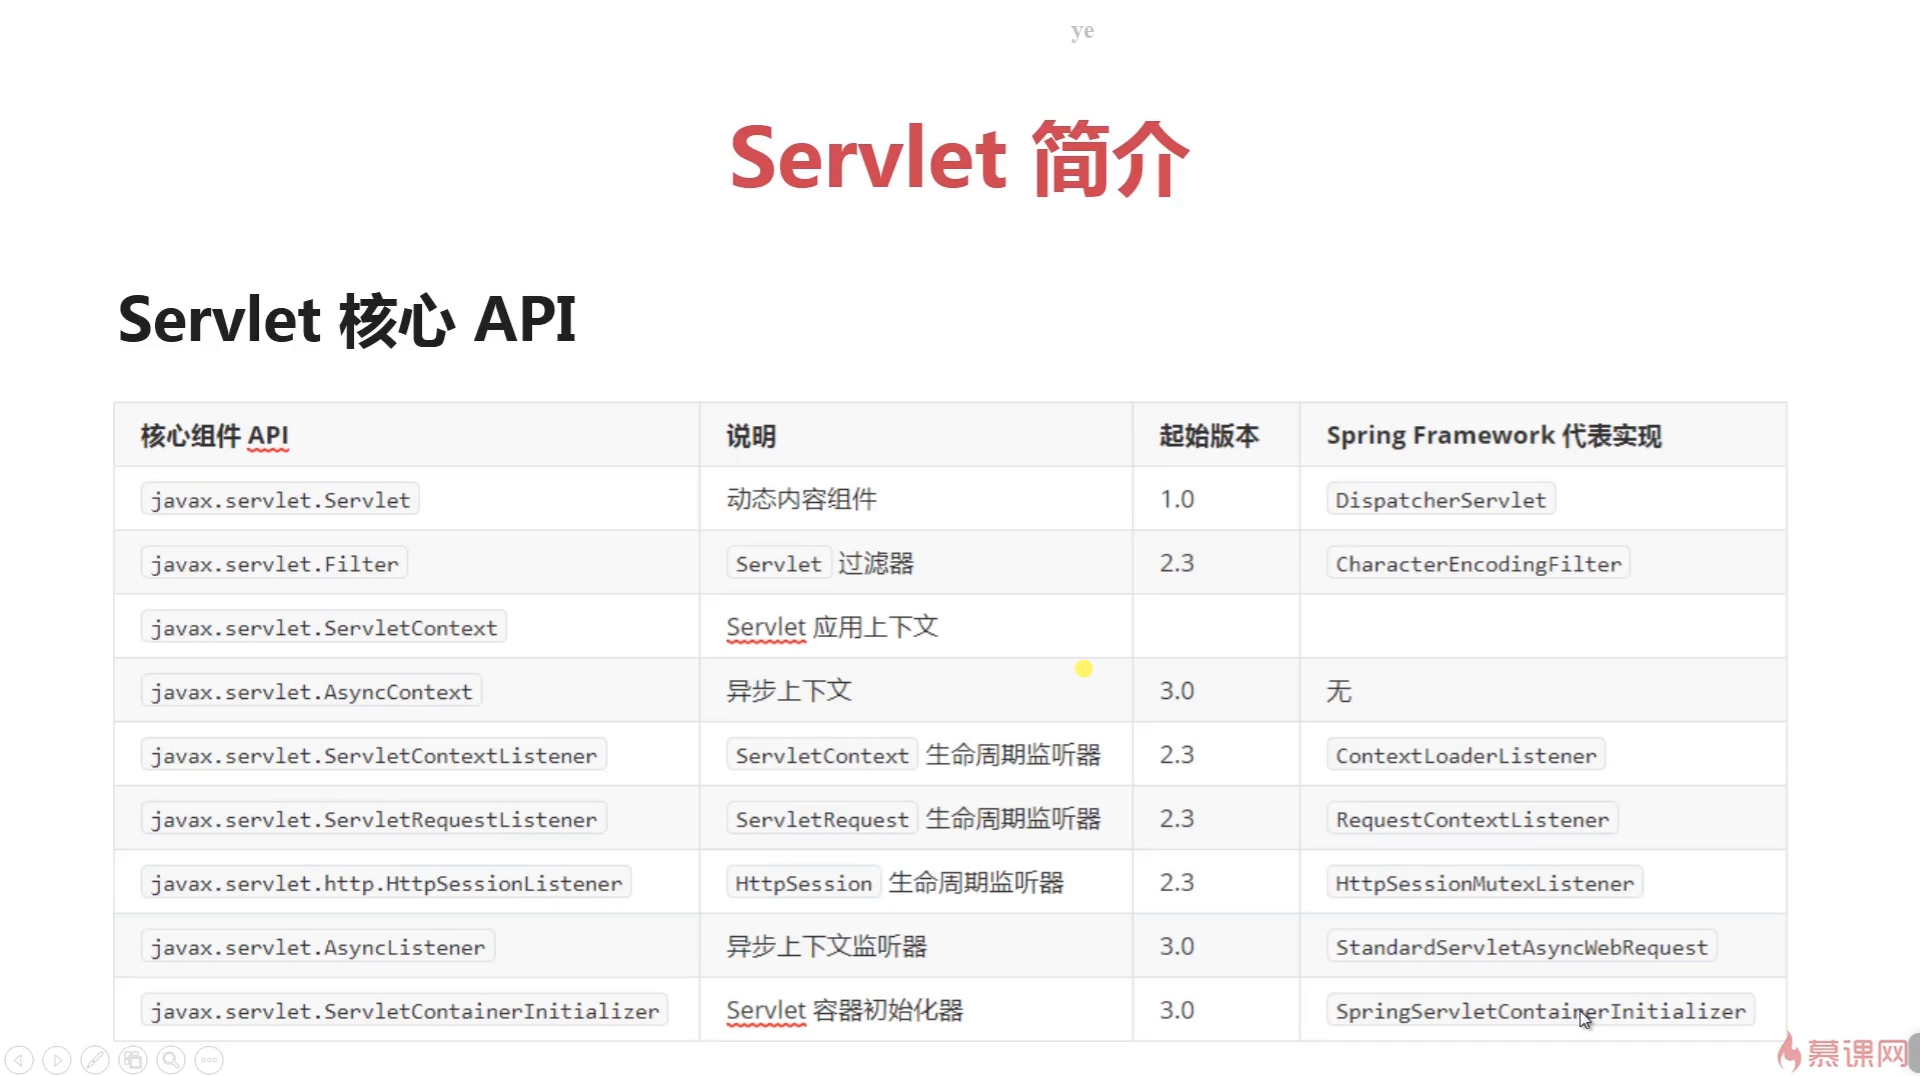 ye
Servlet 简介
Servlet 核心 API
核心组件 API 说明 起始版本 Spring Framework 代表实现
javax.servlet.Servlet 动态内容组件 1.0 DispatcherServlet
javax.servlet.Filter Servlet 过滤器 2.3 CharacterEncodingFilter
javax.servlet.ServletContext Servlet 应用上下文
javax.servlet.AsyncContext 异步上下文 3.0 无
javax.servlet.ServletContextListener ServletContext 生命周期监听器 2.3 ContextLoaderListener
javax.servlet.ServletRequestListener ServletRequest 生命周期监听器 2.3 RequestContextListener
javax.servlet.http.HttpSessionListener HttpSession 生命周期监听器 2.3 HttpSessionMutexListener
javax.servlet.AsyncListener 异步上下文监听器 3.0 StandardServletAsyncWebRequest
javax.servlet.ServletContainerInitializer Servlet 容器初始化器 3.0 SpringServletContainerInitializer
慕课网